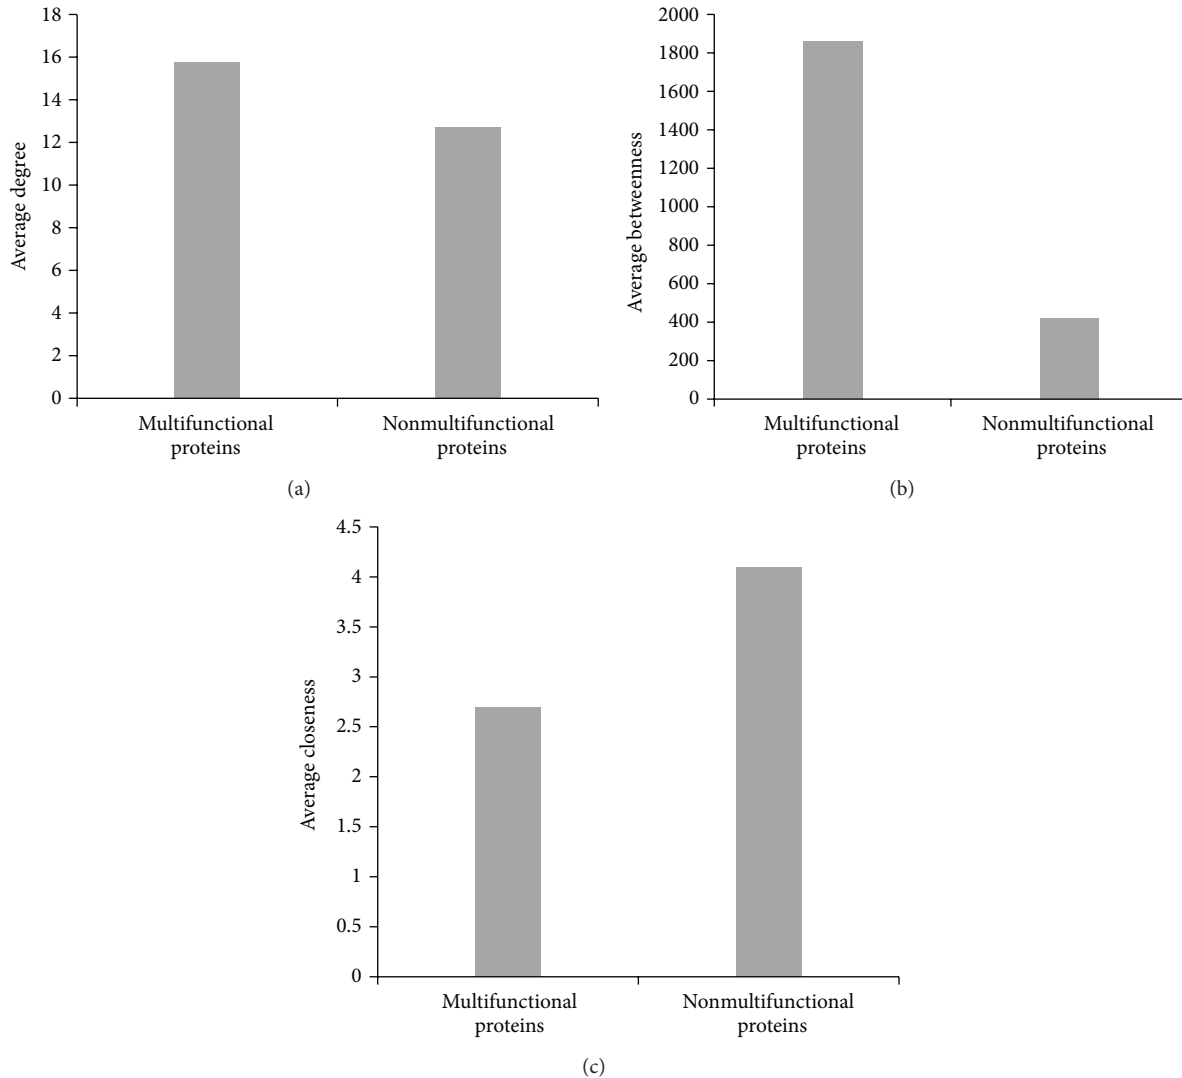 18
16
14
12
10
8
6
4
2
0
Average degree
Multifunctional
proteins
Nonmultifunctional
proteins
(a)
2000
1800
1600
1400
1200
1000
800
600
400
200
0
Average betweenness
Multifunctional
proteins
Nonmultifunctional
proteins
(b)
4.5
4
3.5
3
2.5
2
1.5
1
0.5
0
Average closeness
Multifunctional
proteins
Nonmultifunctional
proteins
(c)